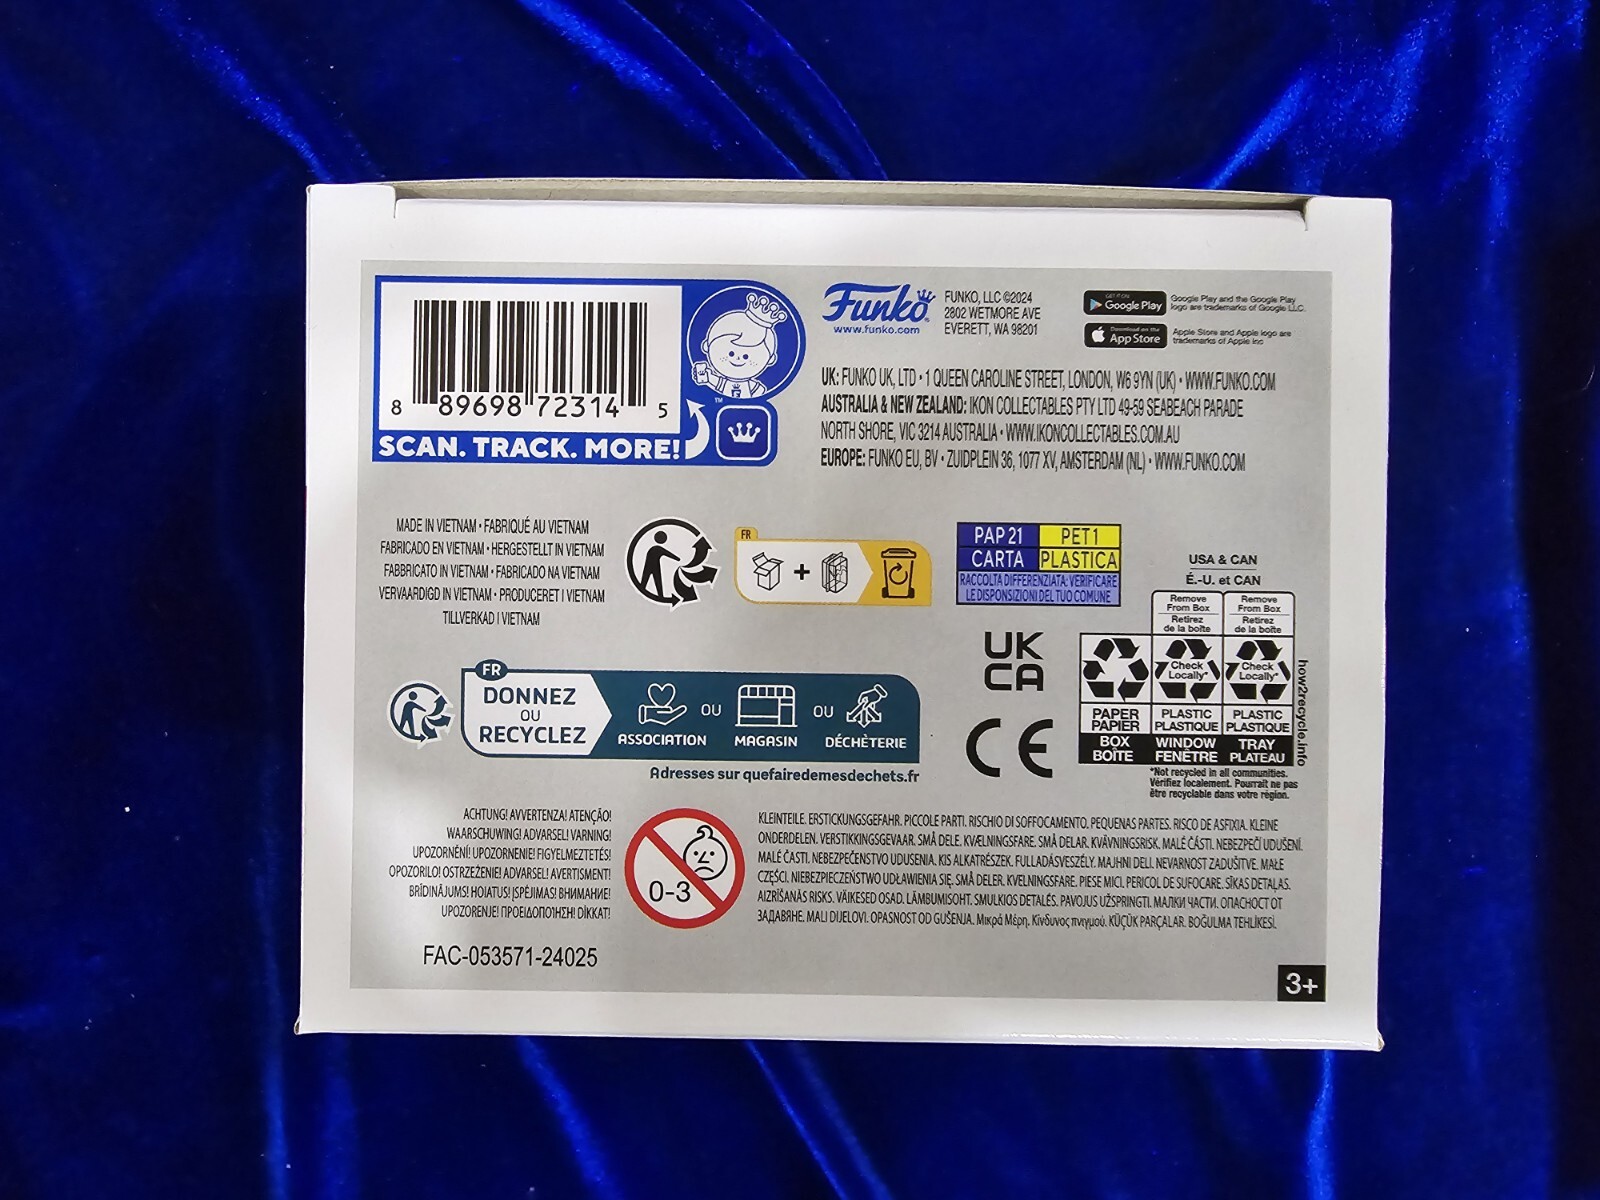 8 89698 72314 5
SCAN. TRACK. MORE!
TM
Funko
www.funko.com
FUNKO, LLC ©2024
2802 WETMORE AVE
EVERETT, WA 98201
GET IT ON
Google Play
Google Play and the Google Play
logo are trademarks of Google LLC.
Download on the
App Store
Apple Store and Apple logo are
trademarks of Apple Inc
UK: FUNKO UK, LTD • 1 QUEEN CAROLINE STREET, LONDON, W6 9YN (UK) • WWW.FUNKO.COM
AUSTRALIA & NEW ZEALAND: IKON COLLECTABLES PTY LTD 49-59 SEABEACH PARADE
NORTH SHORE, VIC 3214 AUSTRALIA • WWW.IKONCOLLECTABLES.COM.AU
EUROPE: FUNKO EU, BV • ZUIDPLEIN 36, 1077 XV, AMSTERDAM (NL) • WWW.FUNKO.COM
MADE IN VIETNAM • FABRIQUÉ AU VIETNAM
FABRICADO EN VIETNAM • HERGESTELLT IN VIETNAM
FABBRICATO IN VIETNAM • FABRICADO NA VIETNAM
VERVAARDIGD IN VIETNAM • PRODUCERET I VIETNAM
TILLVERKAD I VIETNAM
FR
+
PAP 21 PET 1
CARTA PLASTICA
RACCOLTA DIFFERENZIATA: VERIFICARE
LE DISPOSIZIONI DEL TUO COMUNE
UK
CA
CE
USA & CAN
É.-U. et CAN
Remove From Box
Retirez de la boîte
Remove From Box
Retirez de la boîte
Check Locally*
Check Locally*
PAPER PAPIER
PLASTIC PLASTIQUE
PLASTIC PLASTIQUE
BOX BOÎTE
WINDOW FENÊTRE
TRAY PLATEAU
how2recycle.info
*Not recycled in all communities.
Vérifiez localement. Pourrait ne pas
être recyclable dans votre région.
FR
DONNEZ
OU
RECYCLEZ
ASSOCIATION OU MAGASIN OU DÉCHÈTERIE
Adresses sur quefairedemesdechets.fr
ACHTUNG! AVVERTENZA! ATENÇÃO!
WAARSCHUWING! ADVARSEL! VARNING!
UPOZORNĚNÍ! UPOZORNENIE! FIGYELMEZTETÉS!
OPOZORILO! OSTRZEŻENIE! ADVARSEL! AVERTISMENT!
BRĪDINĀJUMS! HOIATUS! ĮSPĖJIMAS! ВНИМАНИЕ!
UPOZORENJE! ΠΡΟΕΙΔΟΠΟΙΗΣΗ! DİKKAT!
0-3
KLEINTEILE. ERSTICKUNGSGEFAHR. PICCOLE PARTI. RISCHIO DI SOFFOCAMENTO. PEQUENAS PARTES. RISCO DE ASFIXIA. KLEINE
ONDERDELEN. VERSTIKKINGSGEVAAR. SMÅ DELE. KVÆLNINGSFARE. SMÅ DELAR. KVÄVNINGSRISK. MALÉ ČÁSTI. NEBEZPEČÍ UDUŠENÍ.
MALÉ ČASTI. NEBEZPEČENSTVO UDUSENIA. KIS ALKATRÉSZEK. FULLADÁSVESZÉLY. MAJHNI DELI. NEVARNOST ZADUŠITVE. MAŁE
CZĘŚCI. NIEBEZPIECZEŃSTWO UDŁAWIENIA SIĘ. SMÅ DELER. KVELNINGSFARE. PIESE MICI. PERICOL DE SUFOCARE. SĪKAS DETAĻAS.
AIZRĪŠANĀS RISKS. VÄIKESED OSAD. LÄMBUMISOHT. SMULKIOS DETALĖS. PAVOJUS UŽSPRINGTI. МАЛКИ ЧАСТИ. ОПАСНОСТ ОТ
ЗАДАВЯНЕ. MALI DIJELOVI. OPASNOST OD GUŠENJA. Μικρά Μέρη. Κίνδυνος πνιγμού. KÜÇÜK PARÇALAR. BOĞULMA TEHLİKESİ.
FAC-053571-24025
3+